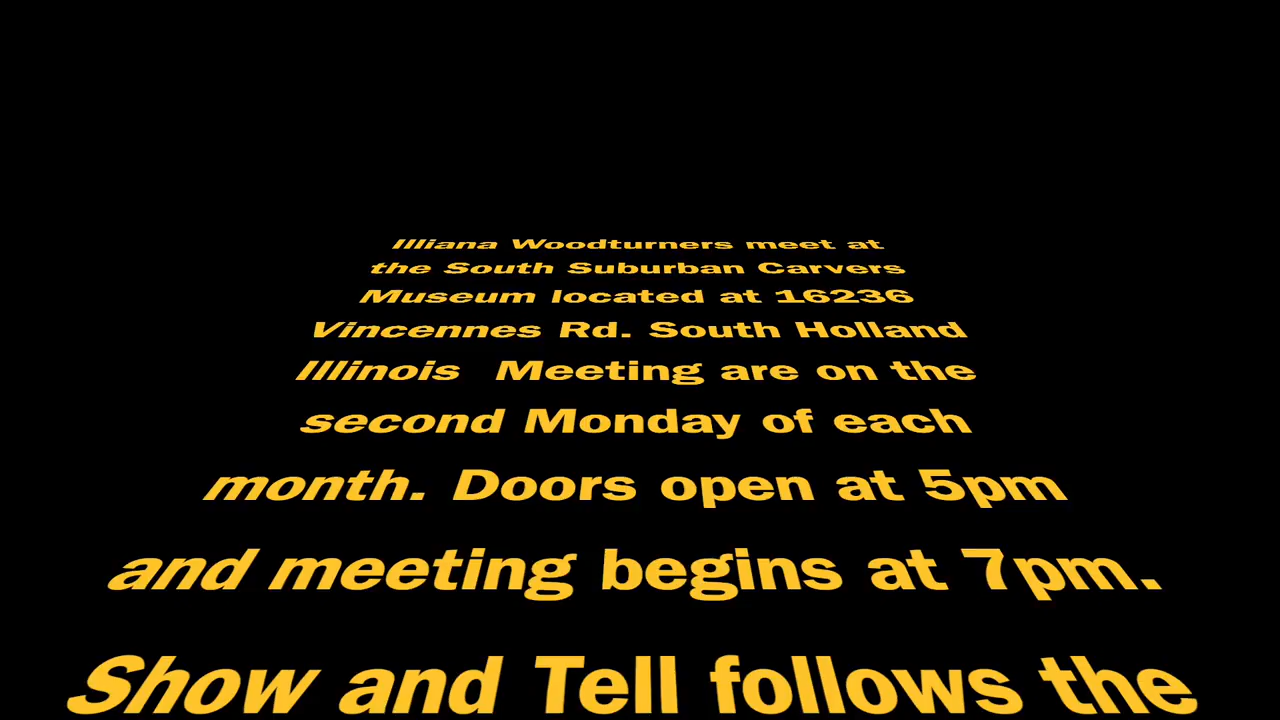 Illiana Woodturners meet at
the South Suburban Carvers
Museum located at 16236
Vincennes Rd. South Holland
Illinois  Meeting are on the
second Monday of each
month. Doors open at 5pm
and meeting begins at 7pm.
Show and Tell follows the